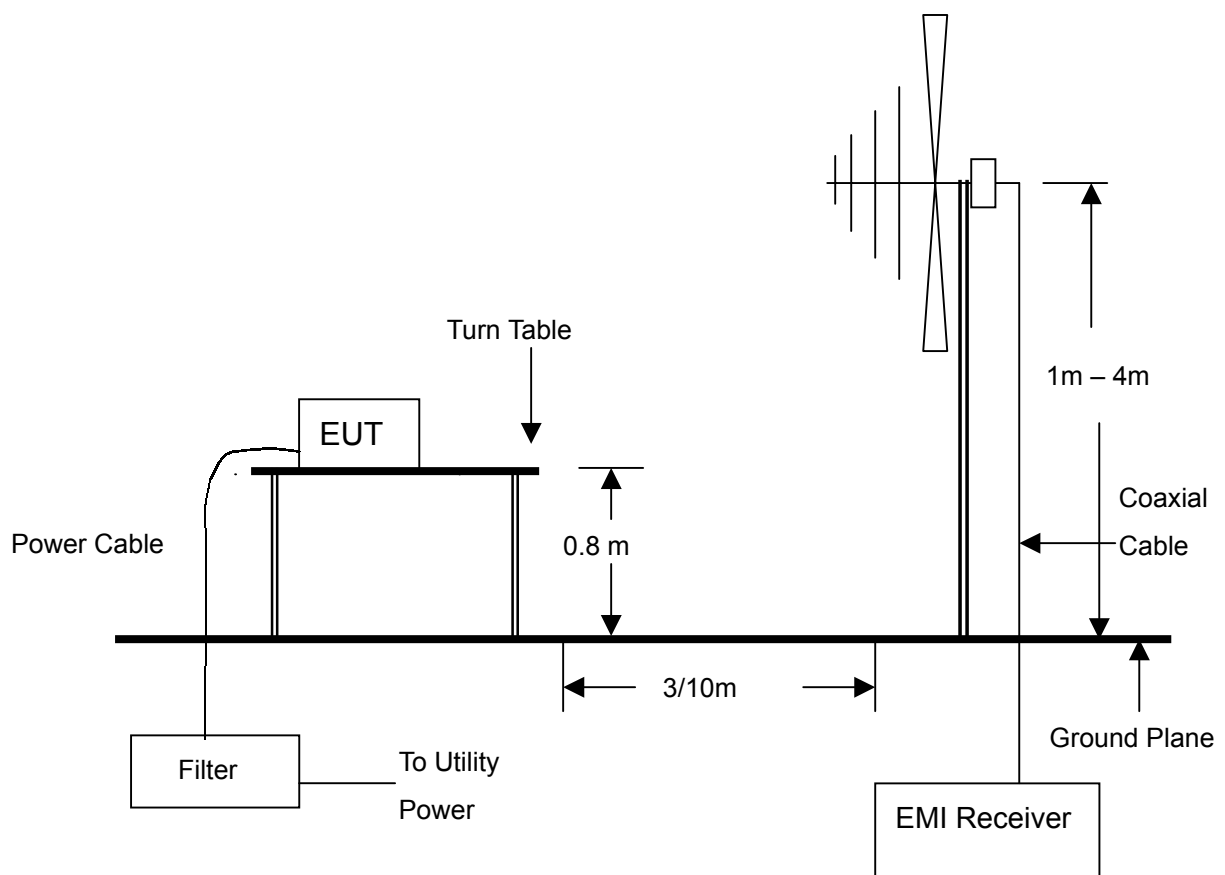 Turn Table
1m – 4m
EUT
Coaxial
Cable
Power Cable
0.8 m
3/10m
Ground Plane
Filter
To Utility
Power
EMI Receiver